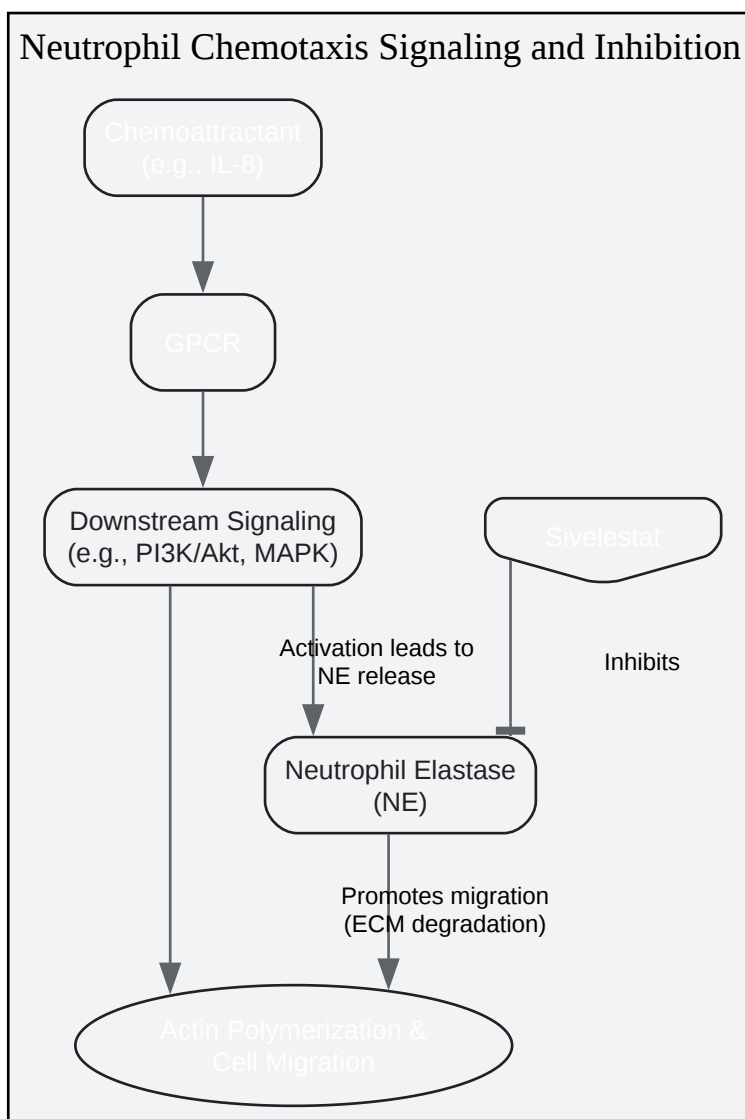 Neutrophil Chemotaxis Signaling and Inhibition
Chemoattractant
(e.g., IL-8)
GPCR
Downstream Signaling
(e.g., PI3K/Akt, MAPK)
Sivelestat
Activation leads to
NE release
Inhibits
Neutrophil Elastase
(NE)
Promotes migration
(ECM degradation)
Actin Polymerization &
Cell Migration